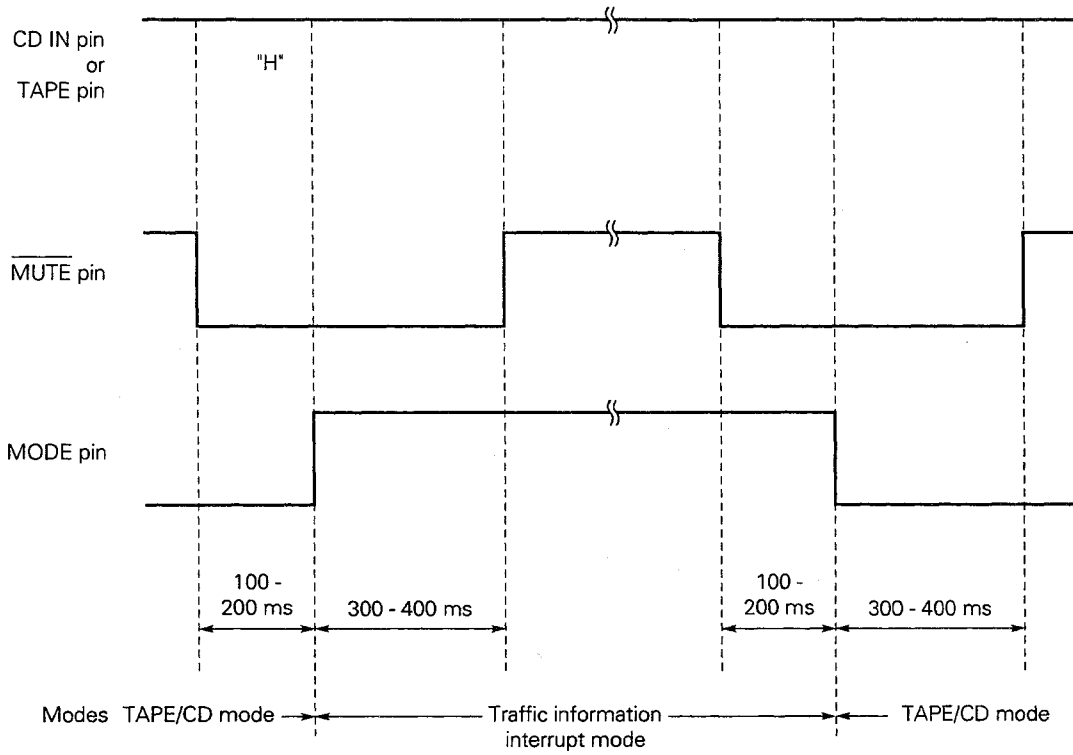 CD IN pin
or
TAPE pin
"H"
MUTE pin
MODE pin
100 -
200 ms
300 - 400 ms
100 -
200 ms
300 - 400 ms
Modes TAPE/CD mode
Traffic information
interrupt mode
TAPE/CD mode